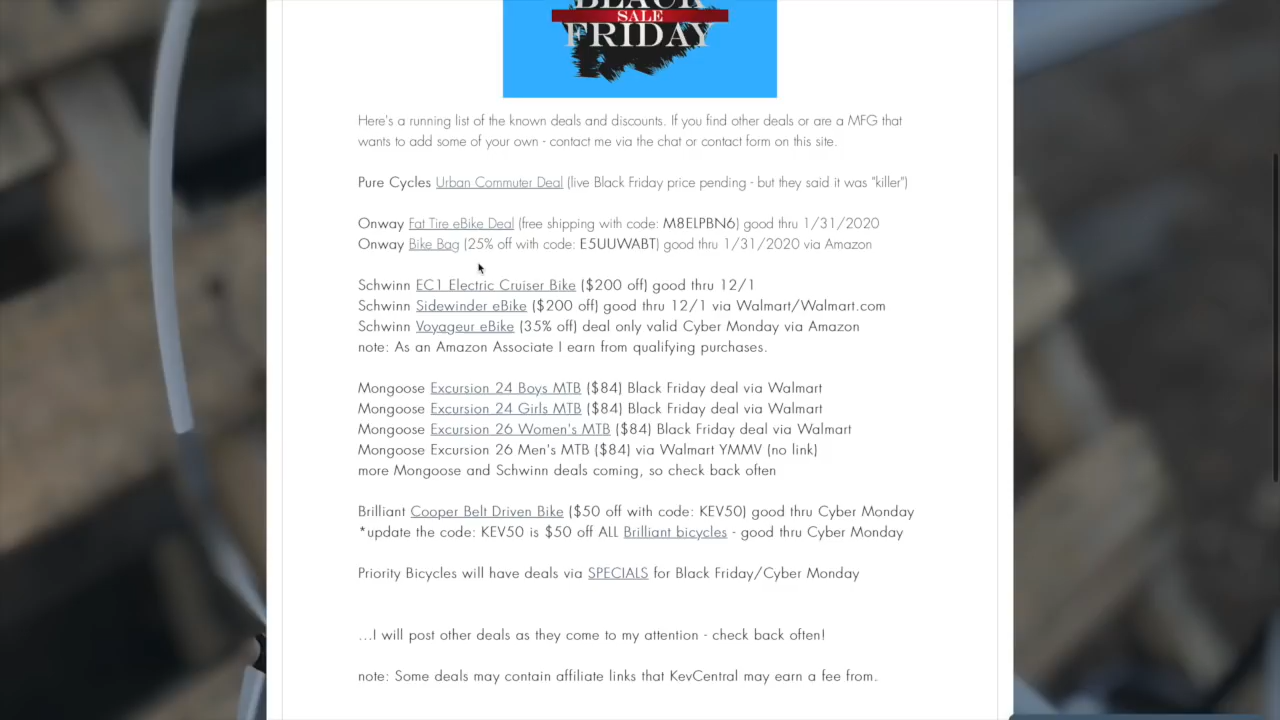 BLACK
SALE
FRIDAY
Here's a running list of the known deals and discounts. If you find other deals or are a MFG that
wants to add some of your own - contact me via the chat or contact form on this site.
Pure Cycles Urban Commuter Deal (live Black Friday price pending - but they said it was "killer")
Onway Fat Tire eBike Deal (free shipping with code: M8ELPBN6) good thru 1/31/2020
Onway Bike Bag (25% off with code: E5UUWABT) good thru 1/31/2020 via Amazon
Schwinn EC1 Electric Cruiser Bike ($200 off) good thru 12/1
Schwinn Sidewinder eBike ($200 off) good thru 12/1 via Walmart/Walmart.com
Schwinn Voyageur eBike (35% off) deal only valid Cyber Monday via Amazon
note: As an Amazon Associate I earn from qualifying purchases.
Mongoose Excursion 24 Boys MTB ($84) Black Friday deal via Walmart
Mongoose Excursion 24 Girls MTB ($84) Black Friday deal via Walmart
Mongoose Excursion 26 Women's MTB ($84) Black Friday deal via Walmart
Mongoose Excursion 26 Men's MTB ($84) via Walmart YMMV (no link)
more Mongoose and Schwinn deals coming, so check back often
Brilliant Cooper Belt Driven Bike ($50 off with code: KEV50) good thru Cyber Monday
*update the code: KEV50 is $50 off ALL Brilliant bicycles - good thru Cyber Monday
Priority Bicycles will have deals via SPECIALS for Black Friday/Cyber Monday
...I will post other deals as they come to my attention - check back often!
note: Some deals may contain affiliate links that KevCentral may earn a fee from.